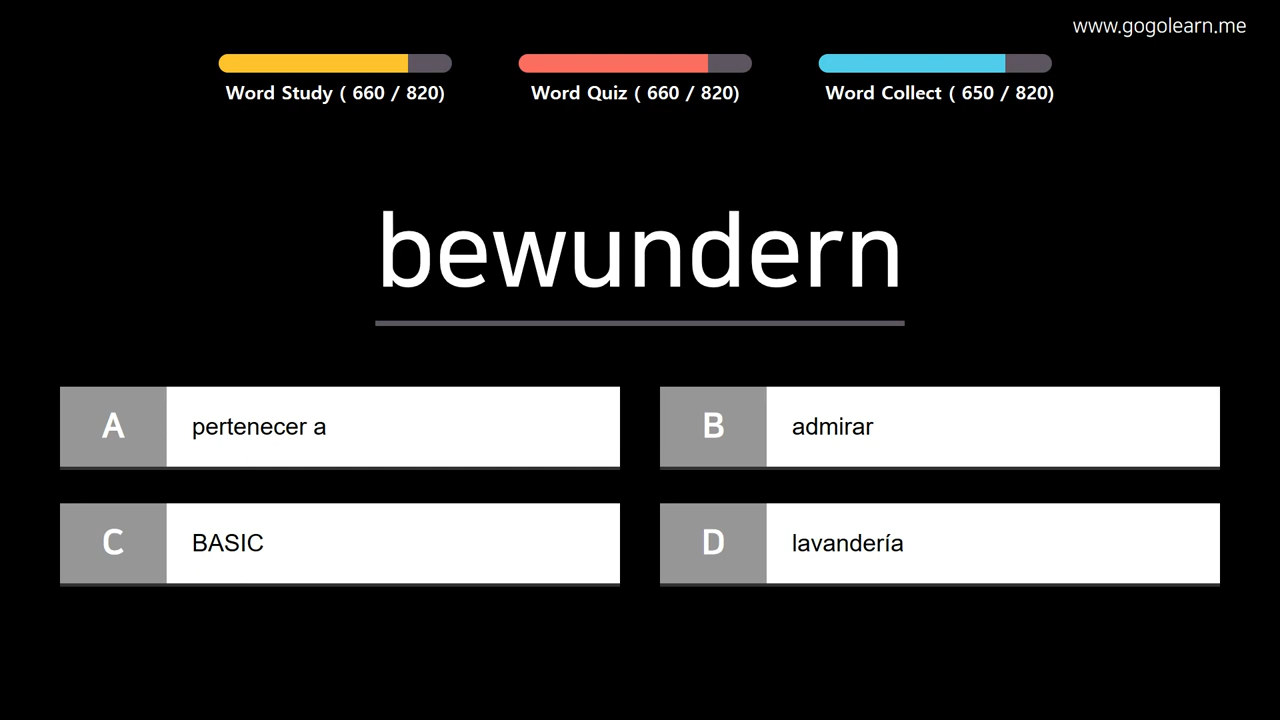 www.gogolearn.me
Word Study ( 660 / 820)
Word Quiz ( 660 / 820)
Word Collect ( 650 / 820)
bewundern
A pertenecer a
B admirar
C BASIC
D lavandería